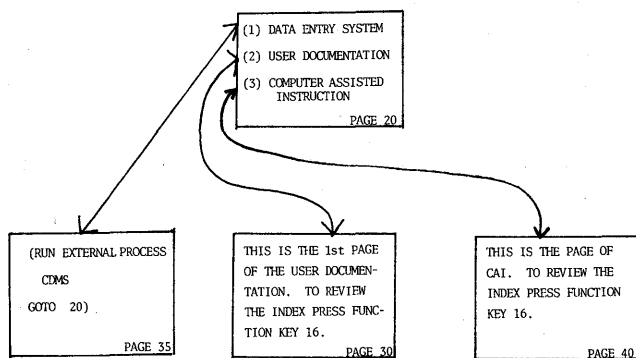 (1) DATA ENTRY SYSTEM
(2) USER DOCUMENTATION
(3) COMPUTER ASSISTED
INSTRUCTION
PAGE 20
(RUN EXTERNAL PROCESS
CDMS
GOTO 20)
PAGE 35
THIS IS THE 1st PAGE
OF THE USER DOCUMEN-
TATION. TO REVIEW
THE INDEX PRESS FUNC-
TION KEY 16.
PAGE 30
THIS IS THE PAGE OF
CAI. TO REVIEW THE
INDEX PRESS FUNCTION
KEY 16.
PAGE 40